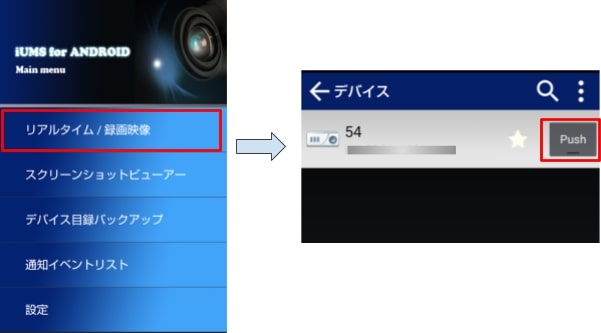 iUMS for ANDROID
Main menu
リアルタイム / 録画映像
スクリーンショットビューアー
デバイス目録バックアップ
通知イベントリスト
設定
デバイス
54
Push